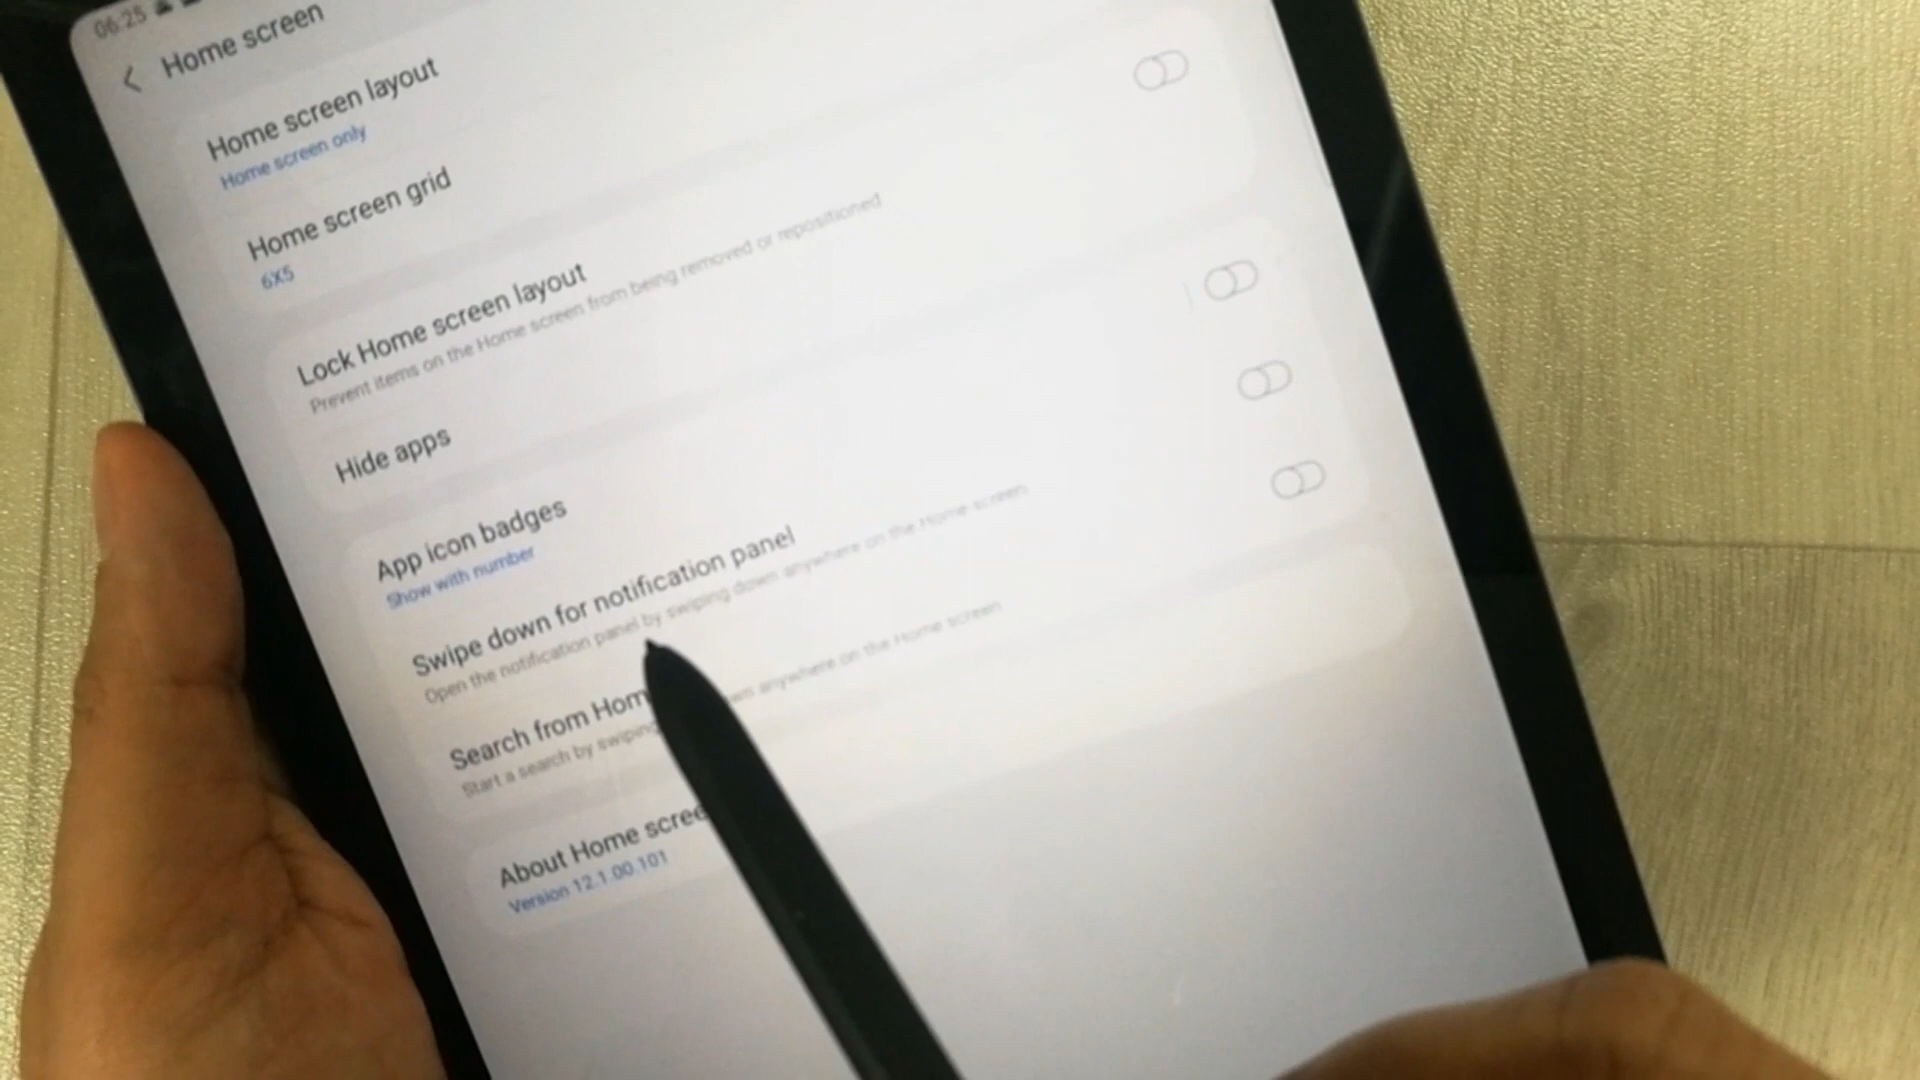 06:25
Home screen
Home screen layout
Home screen only
Home screen grid
6X5
Lock Home screen layout
Prevent items on the Home screen from being removed or repositioned
Hide apps
App icon badges
Show with number
Swipe down for notification panel
Open the notification panel by swiping down anywhere on the Home screen
Search from Hom
Start a search by swiping wn anywhere on the Home screen
About Home scree
Version 12.1.00.101